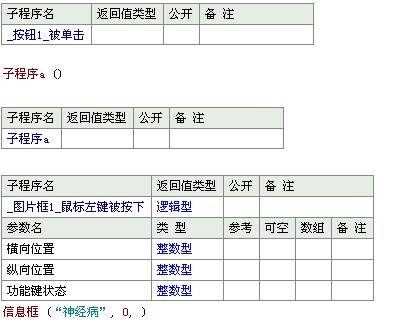 子程序名 返回值类型 公开 备 注
_按钮1_被单击
子程序a ()
子程序名 返回值类型 公开 备 注
子程序a
子程序名 返回值类型 公开 备 注
_图片框1_鼠标左键被按下 逻辑型
参数名 类 型 参考 可空 数组 备 注
横向位置 整数型
纵向位置 整数型
功能键状态 整数型
信息框 (“神经病”, 0, )